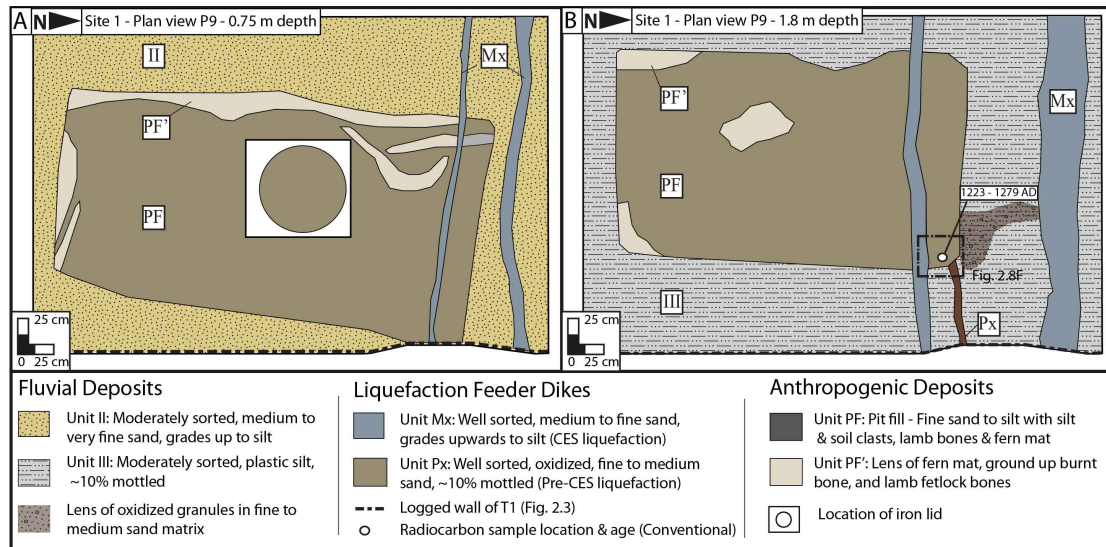 A N Site 1 - Plan view P9 - 0.75 m depth
II
Mx
PF'
PF
25 cm
0 25 cm
B N Site 1 - Plan view P9 - 1.8 m depth
PF'
Mx
PF
1223 - 1279 AD
Fig. 2.8F
III
Px
25 cm
0 25 cm
Fluvial Deposits
Unit II: Moderately sorted, medium to
very fine sand, grades up to silt
Unit III: Moderately sorted, plastic silt,
~10% mottled
Lens of oxidized granules in fine to
medium sand matrix
Liquefaction Feeder Dikes
Unit Mx: Well sorted, medium to fine sand,
grades upwards to silt (CES liquefaction)
Unit Px: Well sorted, oxidized, fine to medium
sand, ~10% mottled (Pre-CES liquefaction)
Logged wall of T1 (Fig. 2.3)
Radiocarbon sample location & age (Conventional)
Anthropogenic Deposits
Unit PF: Pit fill - Fine sand to silt with silt
& soil clasts, lamb bones & fern mat
Unit PF': Lens of fern mat, ground up burnt
bone, and lamb fetlock bones
Location of iron lid